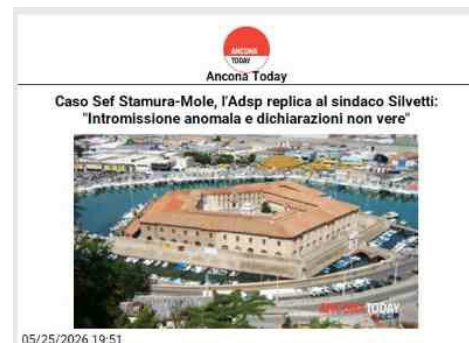 ANCONA
TODAY
Ancona Today
Caso Sef Stamura-Mole, l'Adsp replica al sindaco Silvetti:
"Intromissione anomala e dichiarazioni non vere"
ANCONA TODAY
05/25/2026 19:51